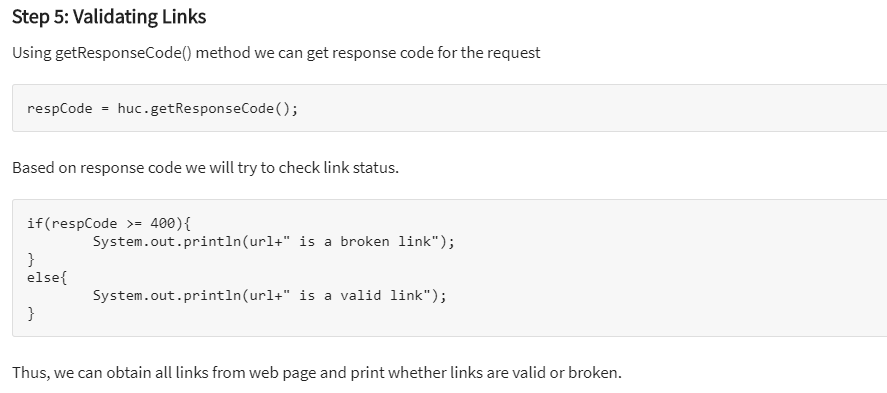 Step 5: Validating Links
Using getResponseCode() method we can get response code for the request
respCode = huc.getResponseCode();
Based on response code we will try to check link status.
if(respCode >= 400){
System.out.println(url+" is a broken link");
}
else{
System.out.println(url+" is a valid link");
}
Thus, we can obtain all links from web page and print whether links are valid or broken.